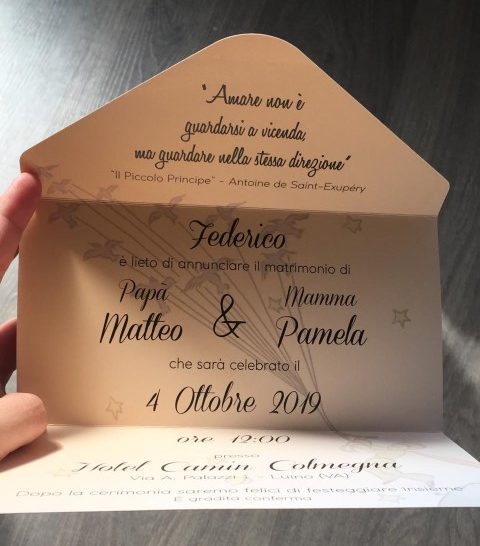 "Amare non è
guardarsi a vicenda,
ma guardare nella stessa direzione"
"Il Piccolo Principe" - Antoine de Saint-Exupéry
Federico
è lieto di annunciare il matrimonio di
Papà Mamma
Matteo & Pamela
che sarà celebrato il
4 Ottobre 2019
ore 12:00
presso
Hotel Camin Colmegna
Via A. Palazzi - Luino (VA)
Dopo la cerimonia saremo felici di festeggiare insieme
E' gradita conferma